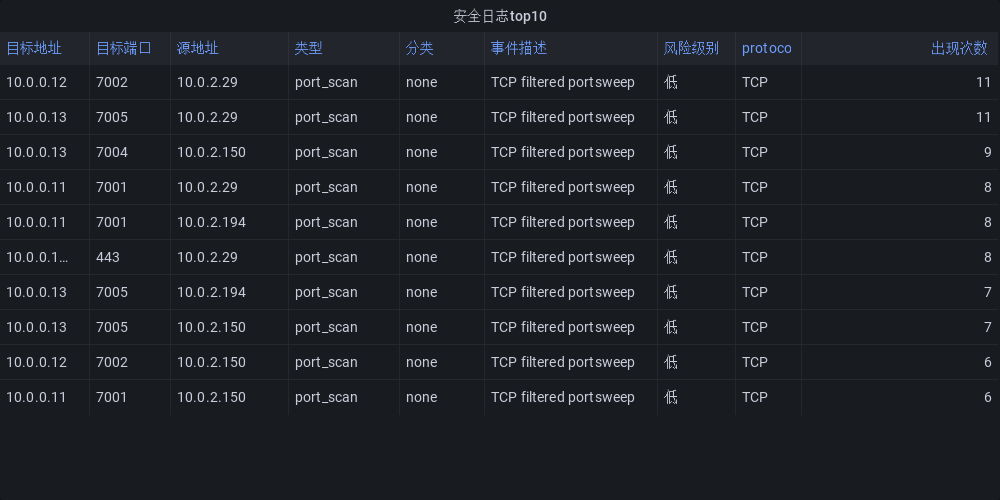 安全日志top10
目标地址 目标端口 源地址 类型 分类 事件描述 风险级别 protoco 出现次数
10.0.0.12 7002 10.0.2.29 port_scan none TCP filtered portsweep 低 TCP 11
10.0.0.13 7005 10.0.2.29 port_scan none TCP filtered portsweep 低 TCP 11
10.0.0.13 7004 10.0.2.150 port_scan none TCP filtered portsweep 低 TCP 9
10.0.0.11 7001 10.0.2.29 port_scan none TCP filtered portsweep 低 TCP 8
10.0.0.11 7001 10.0.2.194 port_scan none TCP filtered portsweep 低 TCP 8
10.0.0.1... 443 10.0.2.29 port_scan none TCP filtered portsweep 低 TCP 8
10.0.0.13 7005 10.0.2.194 port_scan none TCP filtered portsweep 低 TCP 7
10.0.0.13 7005 10.0.2.150 port_scan none TCP filtered portsweep 低 TCP 7
10.0.0.12 7002 10.0.2.150 port_scan none TCP filtered portsweep 低 TCP 6
10.0.0.11 7001 10.0.2.150 port_scan none TCP filtered portsweep 低 TCP 6